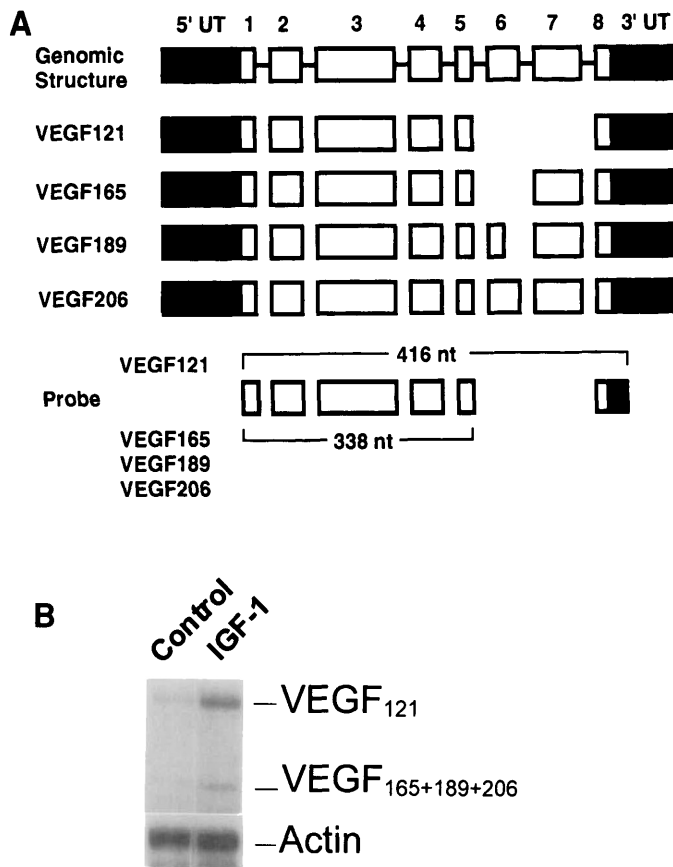 A
5' UT 1 2 3 4 5 6 7 8 3' UT
Genomic
Structure
VEGF121
VEGF165
VEGF189
VEGF206
416 nt
VEGF121
Probe
338 nt
VEGF165
VEGF189
VEGF206
B
Control
IGF-1
VEGF121
VEGF165+189+206
Actin